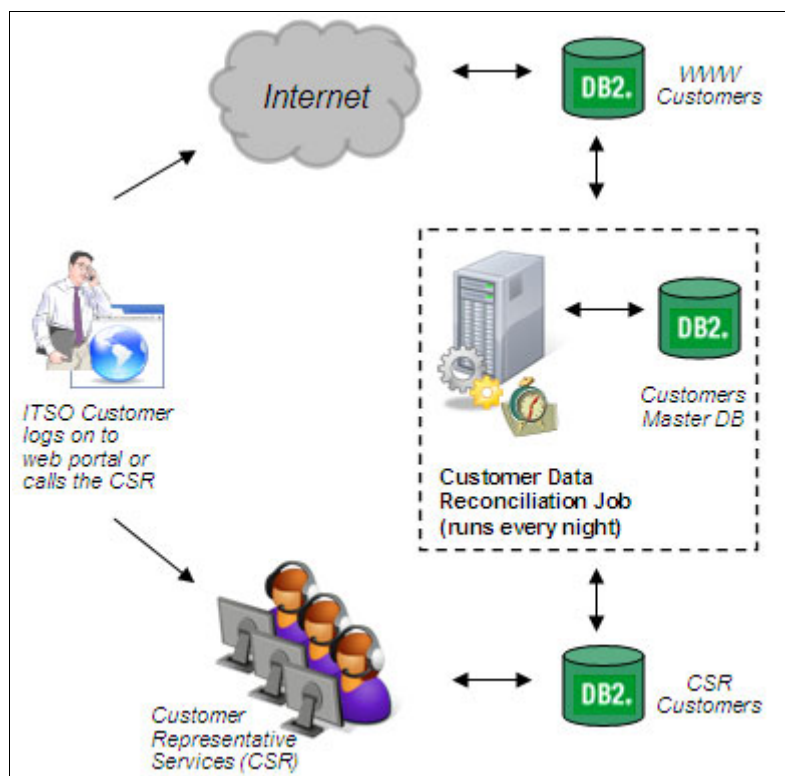 Internet
DB2.
WWW
Customers
DB2.
Customers
Master DB
ITSO Customer
logs on to
web portal or
calls the CSR
Customer Data
Reconciliation Job
(runs every night)
DB2.
CSR
Customers
Customer
Representative
Services (CSR)